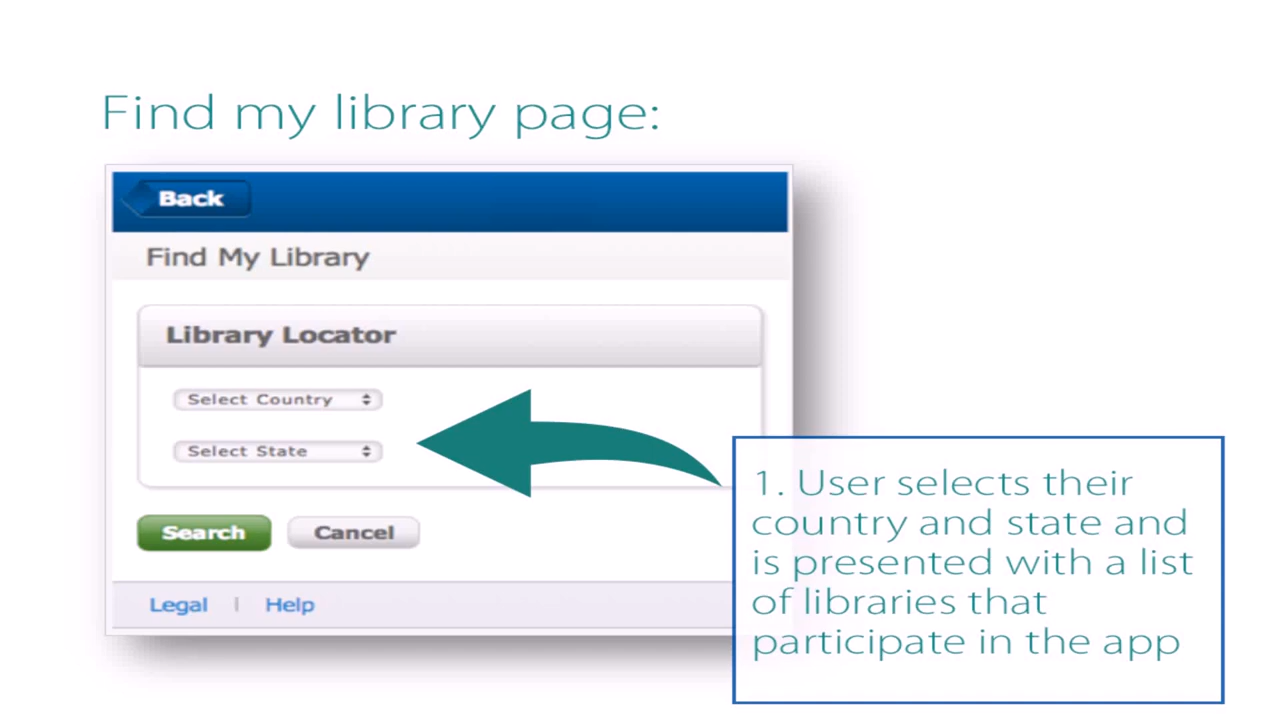 Find my library page:
Back
Find My Library
Library Locator
Select Country
Select State
Search Cancel
Legal | Help
1. User selects their
country and state and
is presented with a list
of libraries that
participate in the app